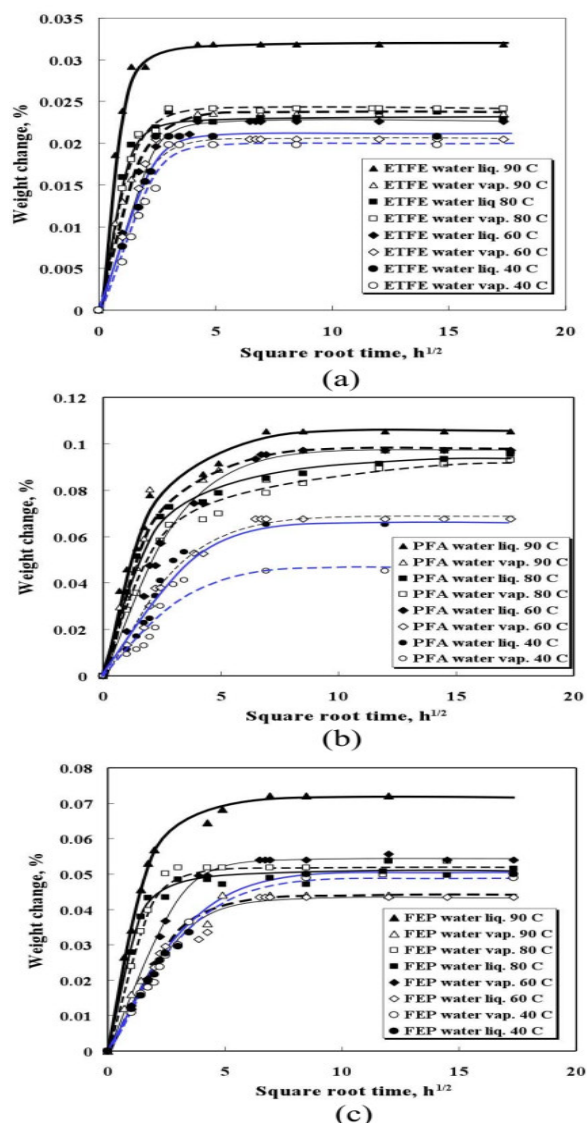 0.035
0.03
0.025
0.02
0.015
0.01
0.005
0
Weight change, %
ETFE water liq. 90 C
ETFE water vap. 90 C
ETFE water liq 80 C
ETFE water vap. 80 C
ETFE water liq. 60 C
ETFE water vap. 60 C
ETFE water liq. 40 C
ETFE water vap. 40 C
0 5 10 15 20
Square root time, h1/2
(a)
0.12
0.1
0.08
0.06
0.04
0.02
0
Weight change, %
PFA water liq. 90 C
PFA water vap. 90 C
PFA water liq. 80 C
PFA water vap. 80 C
PFA water liq. 60 C
PFA water vap. 60 C
PFA water liq. 40 C
PFA water vap. 40 C
0 5 10 15 20
Square root time, h1/2
(b)
0.08
0.07
0.06
0.05
0.04
0.03
0.02
0.01
0
Weight change, %
FEP water liq. 90 C
FEP water vap. 90 C
FEP water vap. 80 C
FEP water liq. 80 C
FEP water vap. 60 C
FEP water liq. 60 C
FEP water vap. 40 C
FEP water liq. 40 C
0 5 10 15 20
Square root time, h1/2
(c)